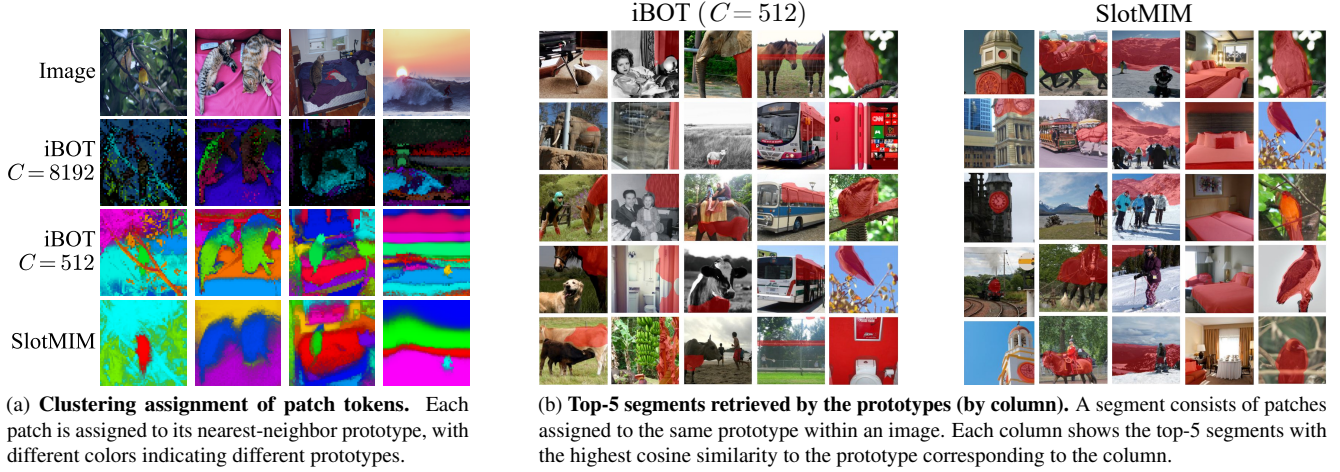 iBOT (C = 512)
SlotMIM
Image
iBOT
C = 8192
iBOT
C = 512
SlotMIM
CNN
(a) Clustering assignment of patch tokens. Each
patch is assigned to its nearest-neighbor prototype, with
different colors indicating different prototypes.
(b) Top-5 segments retrieved by the prototypes (by column). A segment consists of patches
assigned to the same prototype within an image. Each column shows the top-5 segments with
the highest cosine similarity to the prototype corresponding to the column.